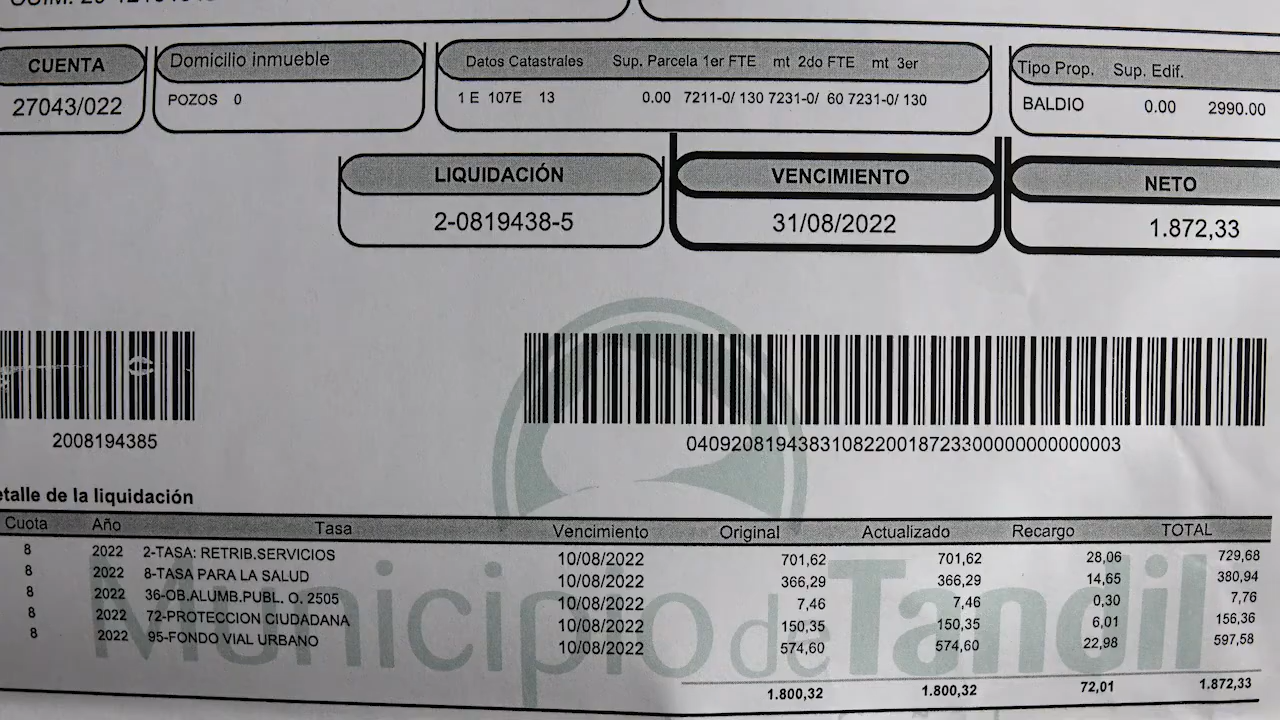 CUENTA
27043/022
Domicilio inmueble
POZOS 0
Datos Catastrales Sup. Parcela 1er FTE mt 2do FTE mt 3er
1 E 107E 13 0.00 7211-0/ 130 7231-0/ 60 7231-0/ 130
Tipo Prop. Sup. Edif.
BALDIO 0.00 2990.00
LIQUIDACIÓN
2-0819438-5
VENCIMIENTO
31/08/2022
NETO
1.872,33
2008194385
0409208194383108220018723300000000000003
etalle de la liquidación
Cuota Año Tasa Vencimiento Original Actualizado Recargo TOTAL
8 2022 2-TASA: RETRIB.SERVICIOS 10/08/2022 701,62 701,62 28,06 729,68
8 2022 8-TASA PARA LA SALUD 10/08/2022 366,29 366,29 14,65 380,94
8 2022 36-OB.ALUMB.PUBL. O. 2505 10/08/2022 7,46 7,46 0,30 7,76
8 2022 72-PROTECCION CIUDADANA 10/08/2022 150,35 150,35 6,01 156,36
8 2022 95-FONDO VIAL URBANO 10/08/2022 574,60 574,60 22,98 597,58
1.800,32 1.800,32 72,01 1.872,33
Municipio de Tandil